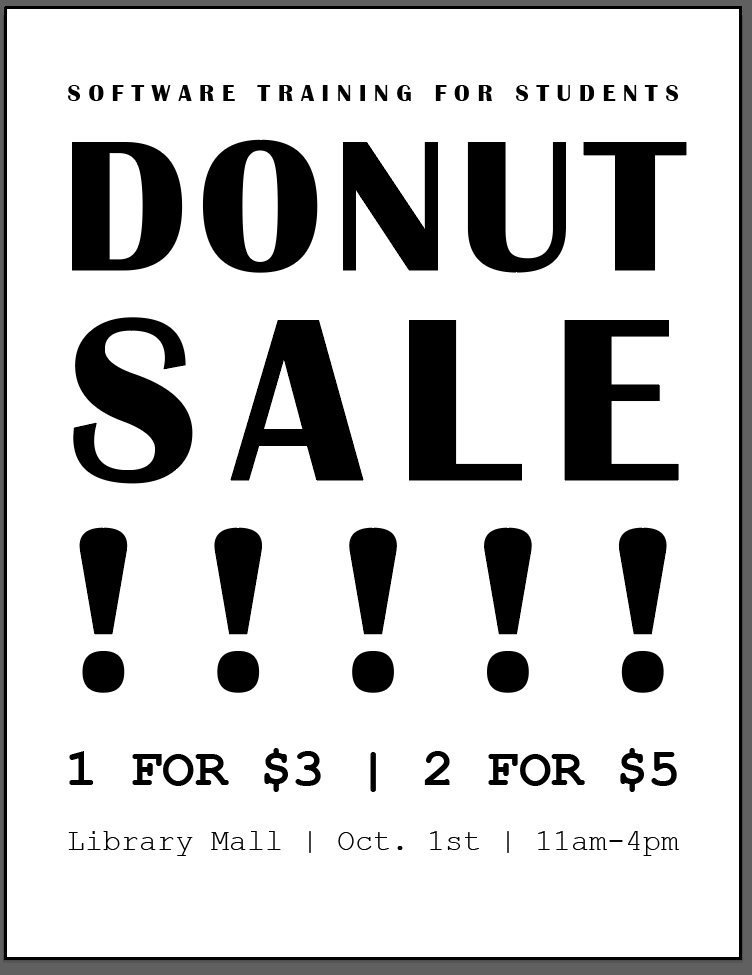 SOFTWARE TRAINING FOR STUDENTS
DONUT
SALE
!!!!!
1 FOR $3 | 2 FOR $5
Library Mall | Oct. 1st | 11am-4pm